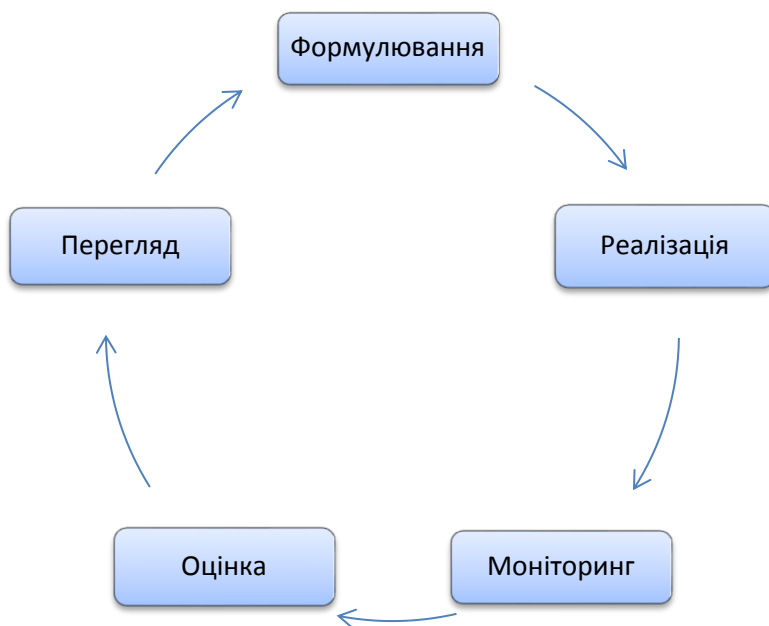 Формулювання
Реалізація
Моніторинг
Оцінка
Перегляд